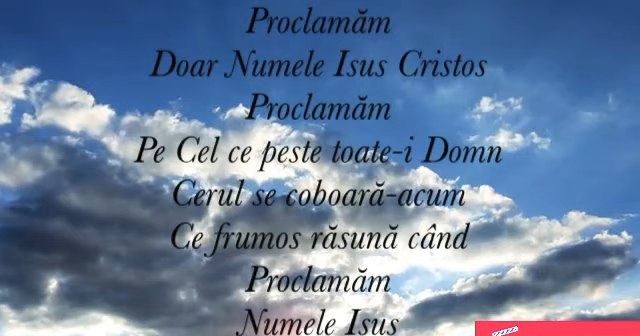 Proclamăm
Doar Numele Isus Cristos
Proclamăm
Pe Cel ce peste toate-i Domn
Cerul se coboară-acum
Ce frumos răsună când
Proclamăm
Numele Isus